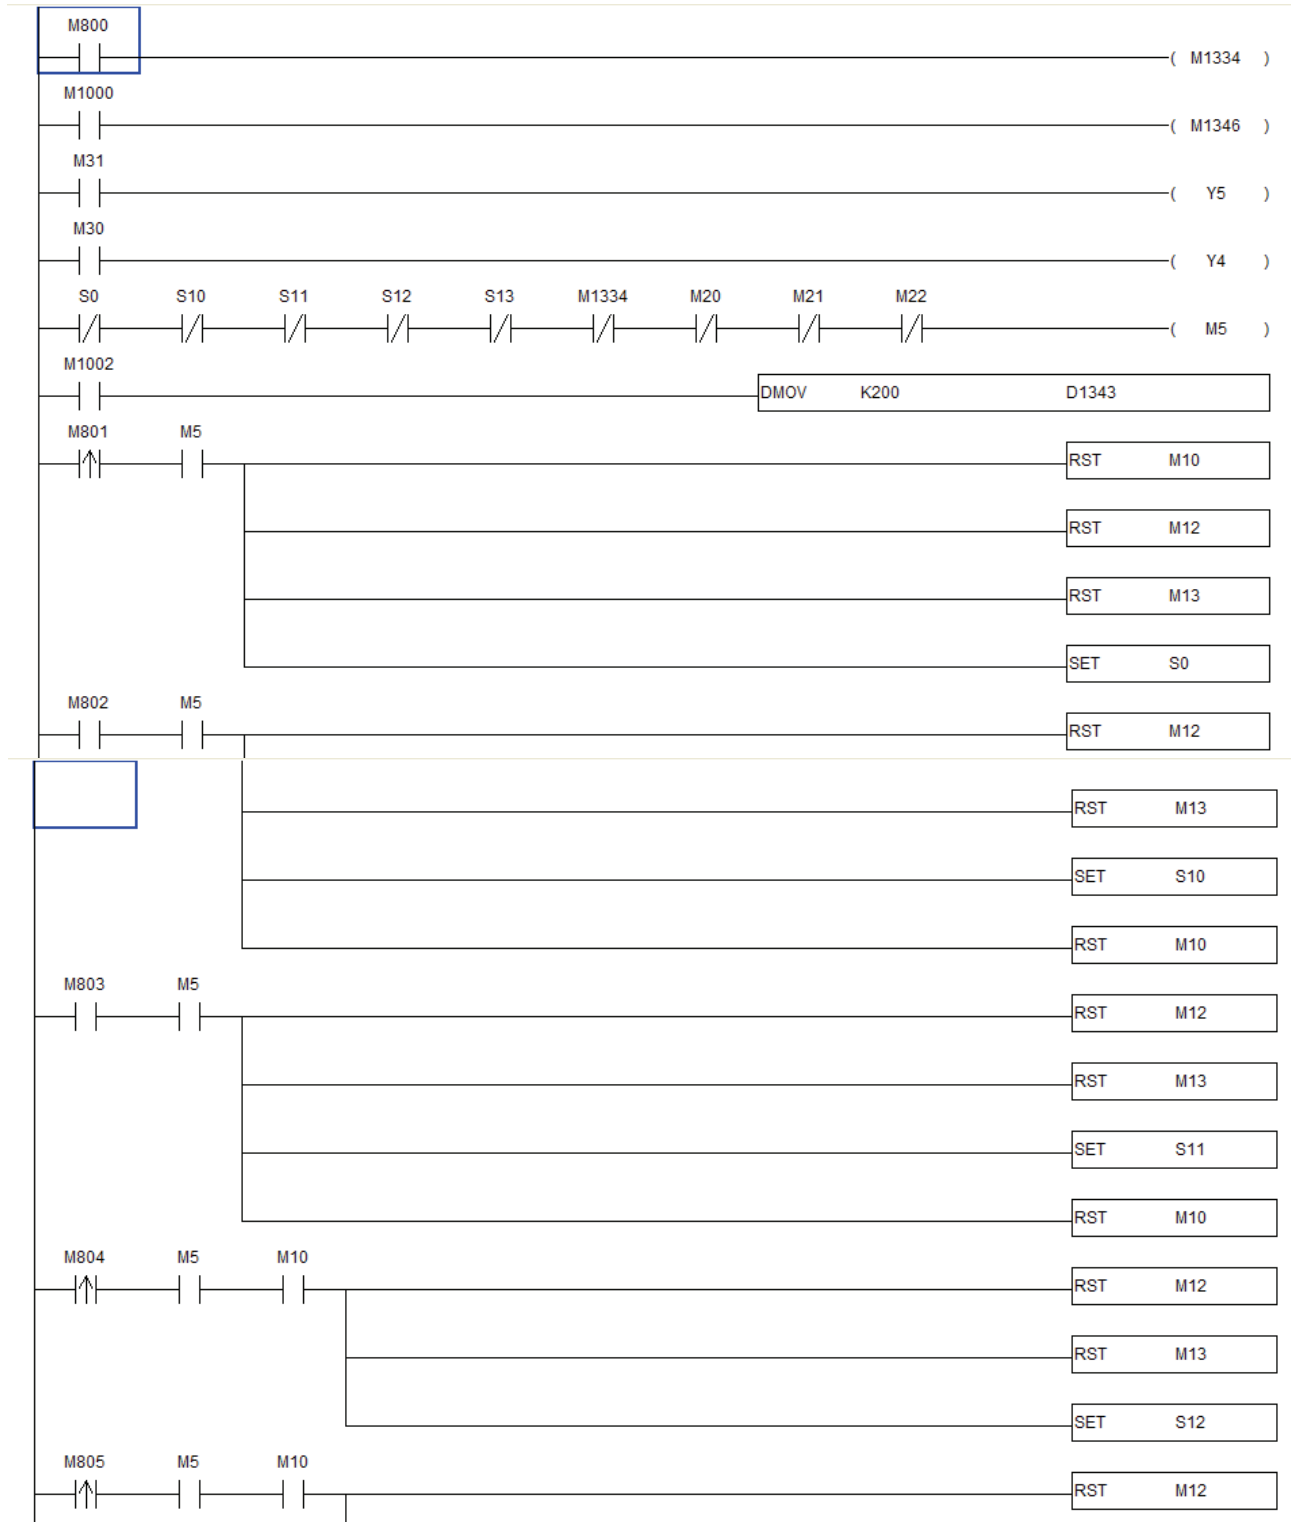 M800
( M1334 )
M1000
( M1346 )
M31
( Y5 )
M30
( Y4 )
S0 S10 S11 S12 S13 M1334 M20 M21 M22
( M5 )
M1002
DMOV K200 D1343
M801 M5
RST M10
RST M12
RST M13
SET S0
M802 M5
RST M12
RST M13
SET S10
RST M10
M803 M5
RST M12
RST M13
SET S11
RST M10
M804 M5 M10
RST M12
RST M13
SET S12
M805 M5 M10
RST M12